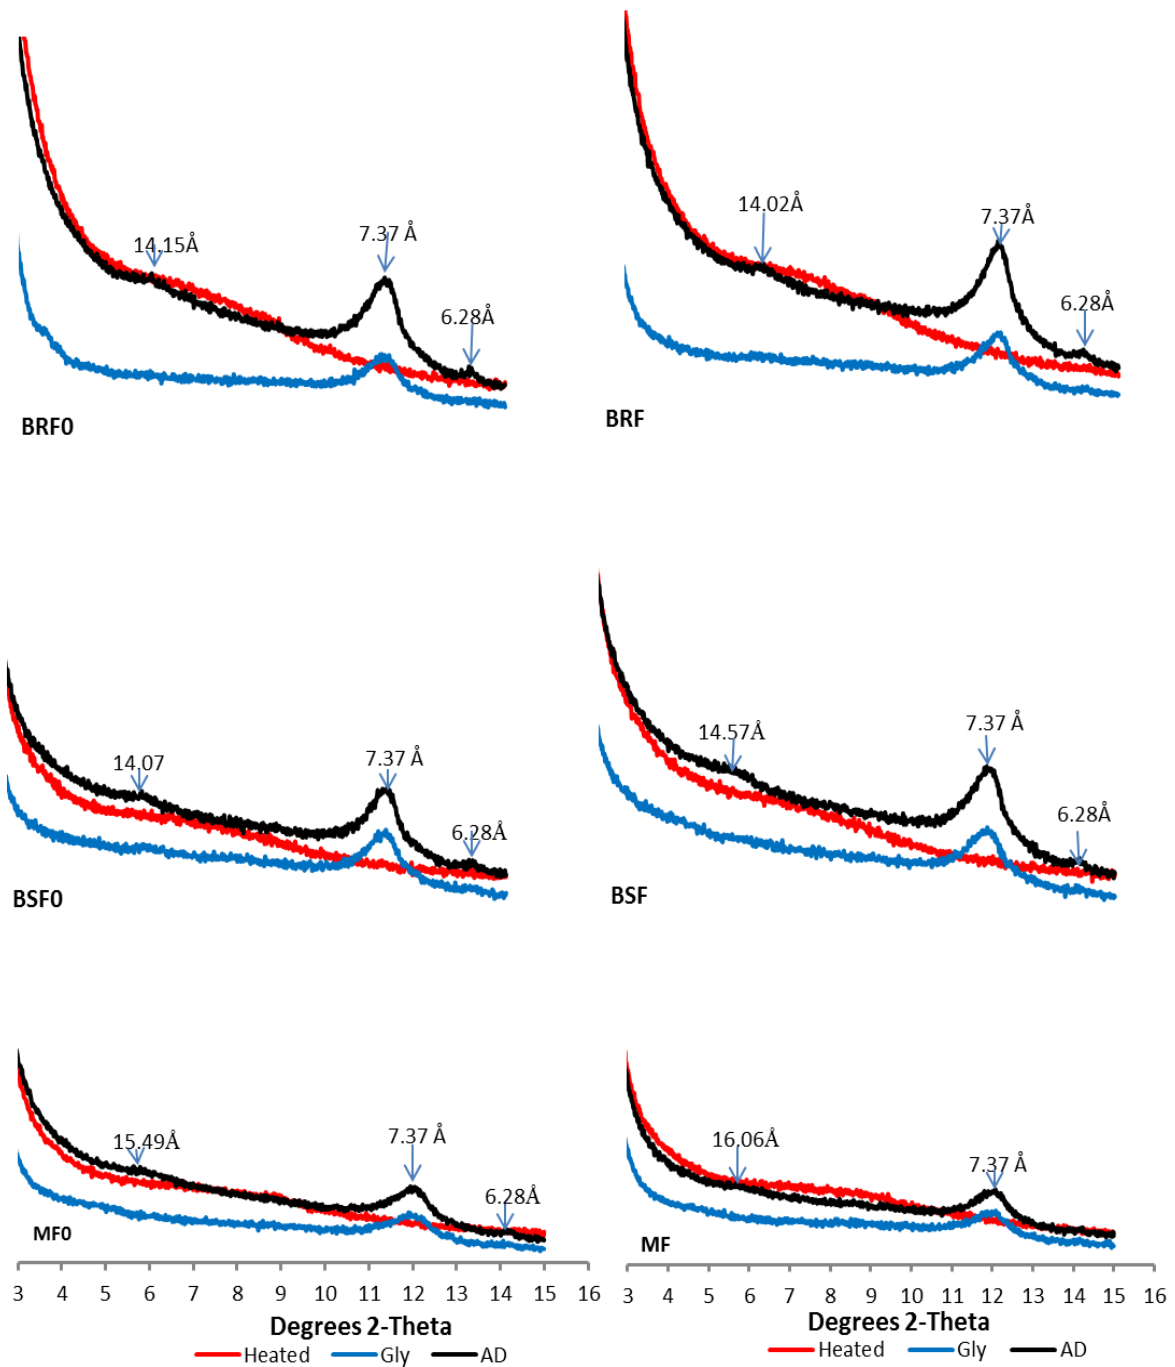 14.15Å
7.37 Å
6.28Å
BRF0
14.02Å
7.37Å
6.28Å
BRF
14.07
7.37 Å
6.28Å
BSF0
14.57Å
7.37 Å
6.28Å
BSF
15.49Å
7.37 Å
6.28Å
MF0
16.06Å
7.37 Å
MF
3 4 5 6 7 8 9 10 11 12 13 14 15 16
Degrees 2-Theta
Heated Gly AD
3 4 5 6 7 8 9 10 11 12 13 14 15 16
Degrees 2-Theta
Heated Gly AD